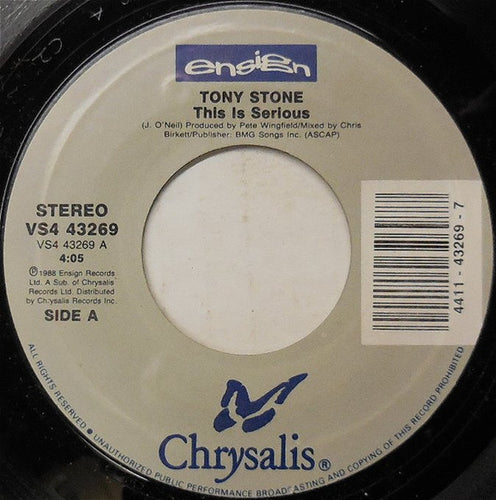 ensign
TONY STONE
This Is Serious
(J. O'Neil) Produced by Pete Wingfield/Mixed by Chris
Birkett/Publisher: BMG Songs Inc. (ASCAP)
STEREO
VS4 43269
VS4 43269 A
4:05
℗1988 Ensign Records
Ltd. A Sub. of Chrysalis
Records Ltd. Distributed
by Chrysalis Records Inc.
SIDE A
4411 - 43269 - 7
Chrysalis®
ALL RIGHTS RESERVED ● UNAUTHORIZED PUBLIC PERFORMANCE BROADCASTING AND COPYING OF THIS RECORD PROHIBITED